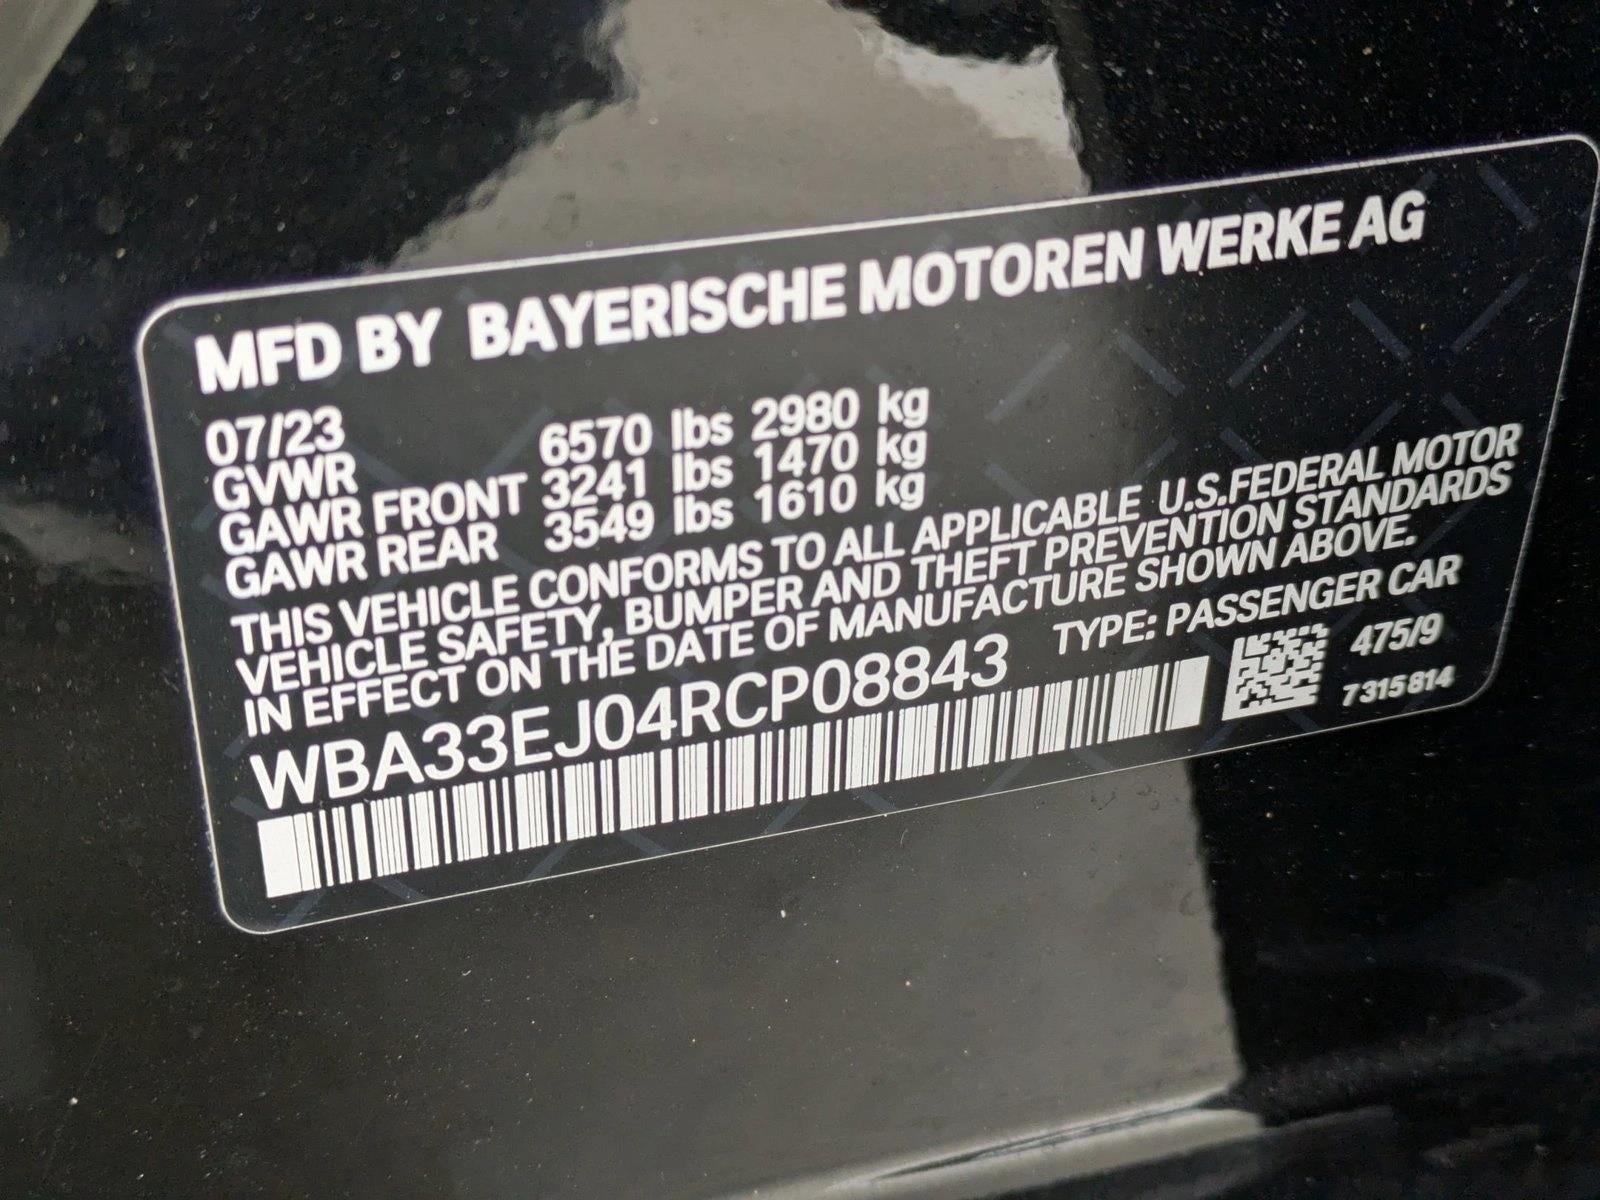 MFD BY BAYERISCHE MOTOREN WERKE AG
07/23
GVWR 6570 lbs 2980 kg
GAWR FRONT 3241 lbs 1470 kg
GAWR REAR 3549 lbs 1610 kg
THIS VEHICLE CONFORMS TO ALL APPLICABLE U.S.FEDERAL MOTOR
VEHICLE SAFETY, BUMPER AND THEFT PREVENTION STANDARDS
IN EFFECT ON THE DATE OF MANUFACTURE SHOWN ABOVE.
WBA33EJ04RCP08843 TYPE: PASSENGER CAR
475/9
7315814